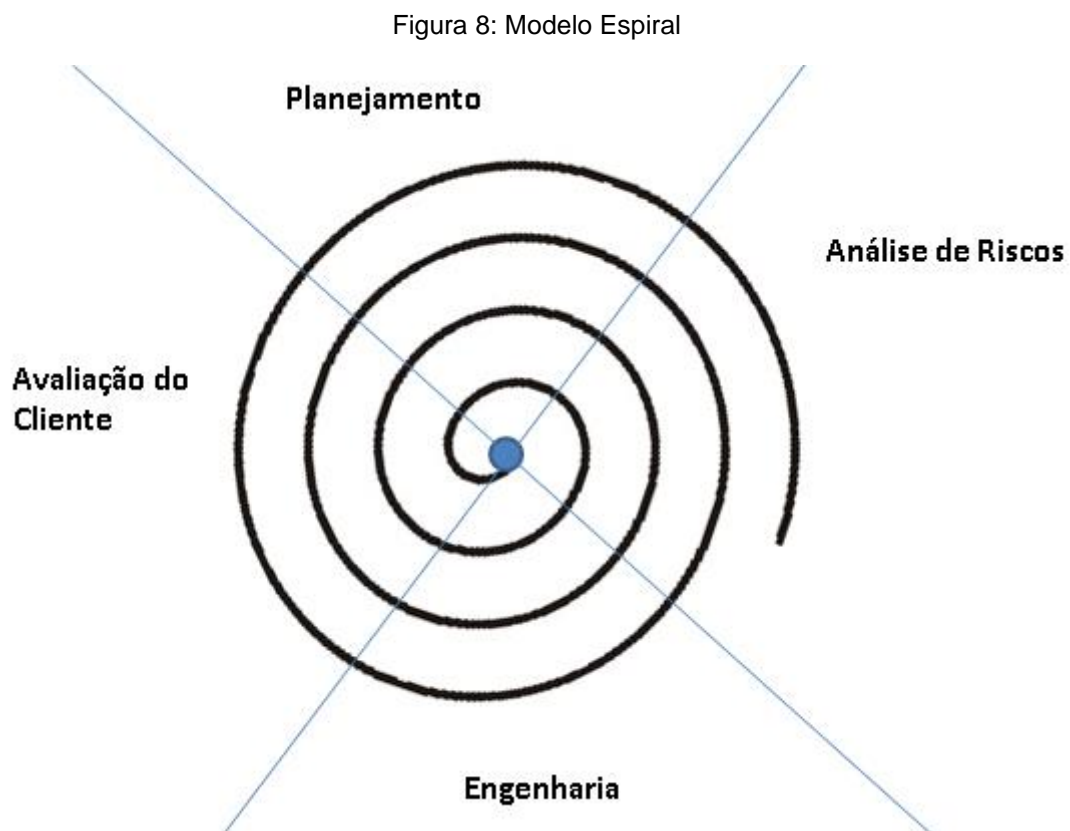 Figura 8: Modelo Espiral
Planejamento
Análise de Riscos
Avaliação do
Cliente
Engenharia